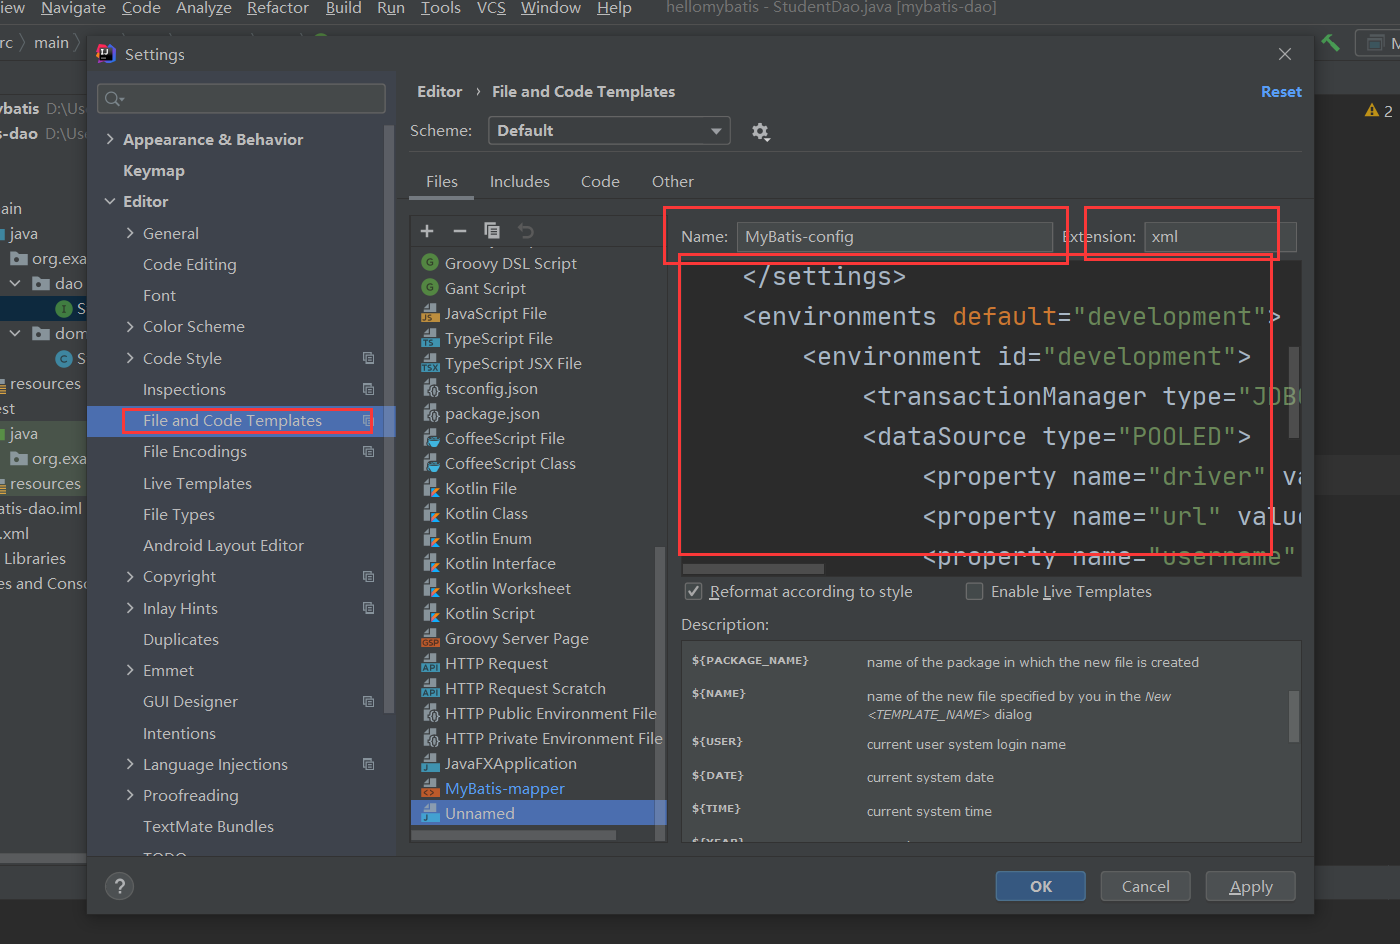 iew Navigate Code Analyze Refactor Build Run Tools VCS Window Help hellomybatis - StudentDao.java [mybatis-dao]
rc main
Settings
ybatis D:\Us
s-dao D:\Us
ain
java
org.exa
dao
S
dom
S
resources
est
java
org.exa
resources
atis-dao.iml
.xml
Libraries
es and Conso
M
2
Appearance & Behavior
Keymap
Editor
General
Code Editing
Font
Color Scheme
Code Style
Inspections
File and Code Templates
File Encodings
Live Templates
File Types
Android Layout Editor
Copyright
Inlay Hints
Duplicates
Emmet
GUI Designer
Intentions
Language Injections
Proofreading
TextMate Bundles
TODO
Editor › File and Code Templates
Reset
Scheme: Default
Files Includes Code Other
Groovy DSL Script
Gant Script
JavaScript File
TypeScript File
TypeScript JSX File
tsconfig.json
package.json
CoffeeScript File
CoffeeScript Class
Kotlin File
Kotlin Class
Kotlin Enum
Kotlin Interface
Kotlin Worksheet
Kotlin Script
Groovy Server Page
HTTP Request
HTTP Request Scratch
HTTP Public Environment File
HTTP Private Environment File
JavaFXApplication
MyBatis-mapper
Unnamed
Name: MyBatis-config Extension: xml
</settings>
<environments default="development">
<environment id="development">
<transactionManager type="JDBC
<dataSource type="POOLED">
<property name="driver" va
<property name="url" value
<property name="username"
Reformat according to style Enable Live Templates
Description:
${PACKAGE_NAME} name of the package in which the new file is created
${NAME} name of the new file specified by you in the New
<TEMPLATE_NAME> dialog
${USER} current user system login name
${DATE} current system date
${TIME} current system time
${YEAR}
? OK Cancel Apply